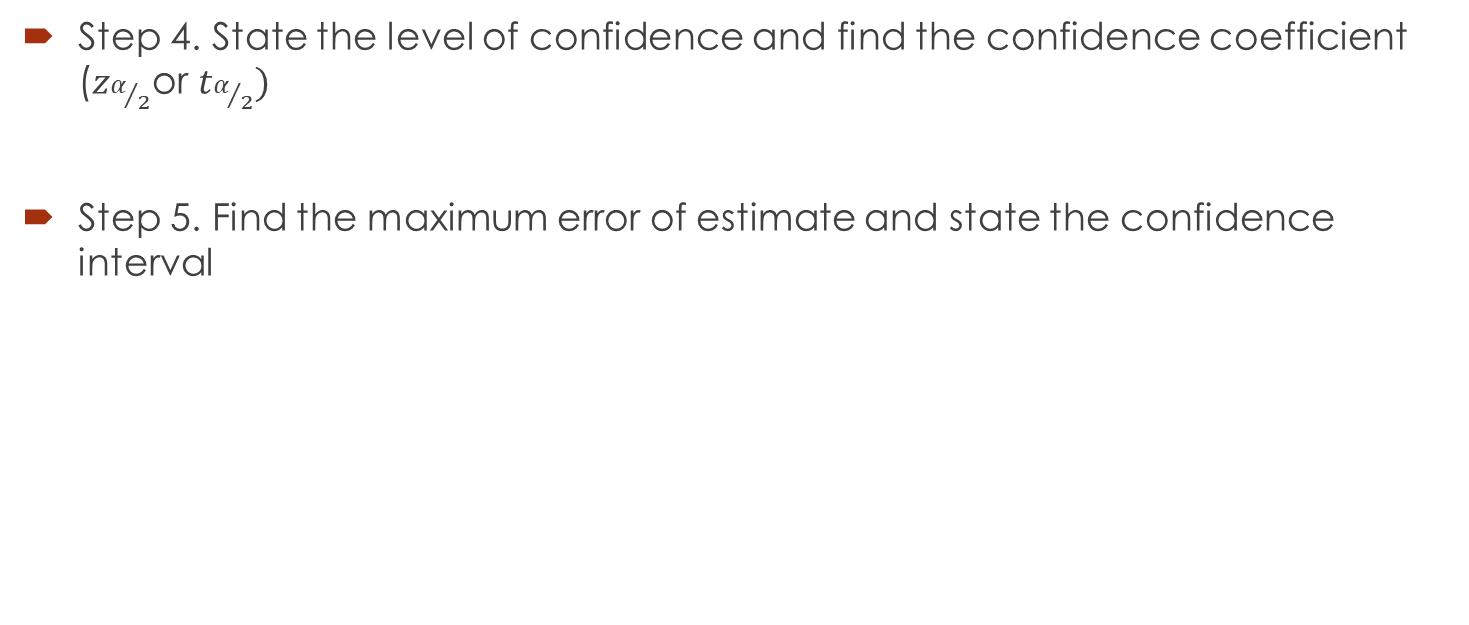 Step 4. State the level of confidence and find the confidence coefficient
(𝑧𝛼/2 or 𝑡𝛼/2)
Step 5. Find the maximum error of estimate and state the confidence
interval